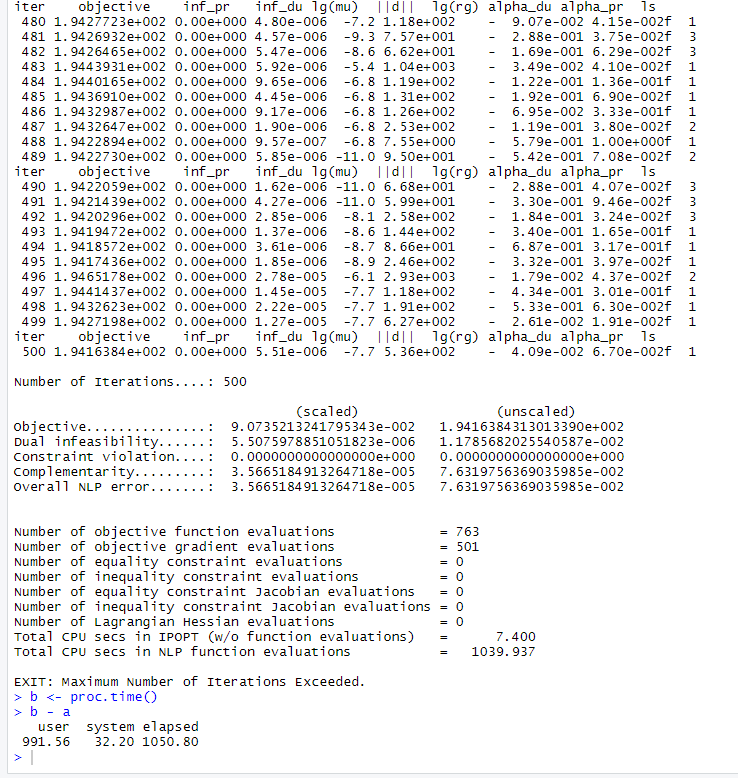 iter    objective    inf_pr   inf_du lg(mu)  ||d||  lg(rg) alpha_du alpha_pr  ls
 480 1.9427723e+002 0.00e+000 4.80e-006  -7.2 1.18e+002    -  9.07e-002 4.15e-002f  1
 481 1.9426932e+002 0.00e+000 4.57e-006  -9.3 7.57e+001    -  2.88e-001 3.75e-002f  3
 482 1.9426465e+002 0.00e+000 5.47e-006  -8.6 6.62e+001    -  1.69e-001 6.29e-002f  3
 483 1.9443931e+002 0.00e+000 5.92e-006  -5.4 1.04e+003    -  3.49e-002 4.10e-002f  1
 484 1.9440165e+002 0.00e+000 9.65e-006  -6.8 1.19e+002    -  1.22e-001 1.36e-001f  1
 485 1.9436910e+002 0.00e+000 4.45e-006  -6.8 1.31e+002    -  1.92e-001 6.90e-002f  1
 486 1.9432987e+002 0.00e+000 9.17e-006  -6.8 1.26e+002    -  6.95e-002 3.33e-001f  1
 487 1.9432647e+002 0.00e+000 1.90e-006  -6.8 2.53e+002    -  1.19e-001 3.80e-002f  2
 488 1.9422894e+002 0.00e+000 9.57e-007  -6.8 7.55e+000    -  5.79e-001 1.00e+000f  1
 489 1.9422730e+002 0.00e+000 5.85e-006 -11.0 9.50e+001    -  5.42e-001 7.08e-002f  2
iter    objective    inf_pr   inf_du lg(mu)  ||d||  lg(rg) alpha_du alpha_pr  ls
 490 1.9422059e+002 0.00e+000 1.62e-006 -11.0 6.68e+001    -  2.88e-001 4.07e-002f  3
 491 1.9421439e+002 0.00e+000 4.27e-006 -11.0 5.99e+001    -  3.30e-001 9.46e-002f  3
 492 1.9420296e+002 0.00e+000 2.85e-006  -8.1 2.58e+002    -  1.84e-001 3.24e-002f  3
 493 1.9419472e+002 0.00e+000 1.37e-006  -8.6 1.44e+002    -  3.40e-001 1.65e-001f  1
 494 1.9418572e+002 0.00e+000 3.61e-006  -8.7 8.66e+001    -  6.87e-001 3.17e-001f  1
 495 1.9417436e+002 0.00e+000 1.85e-006  -8.9 2.46e+002    -  3.32e-001 3.97e-002f  1
 496 1.9465178e+002 0.00e+000 2.78e-005  -6.1 2.93e+003    -  1.79e-002 4.37e-002f  2
 497 1.9441437e+002 0.00e+000 1.45e-005  -7.7 1.18e+002    -  4.34e-001 3.01e-001f  1
 498 1.9432623e+002 0.00e+000 2.22e-005  -7.7 1.91e+002    -  5.33e-001 6.30e-002f  1
 499 1.9427198e+002 0.00e+000 1.27e-005  -7.7 6.27e+002    -  2.61e-002 1.91e-002f  1
iter    objective    inf_pr   inf_du lg(mu)  ||d||  lg(rg) alpha_du alpha_pr  ls
 500 1.9416384e+002 0.00e+000 5.51e-006  -7.7 5.36e+002    -  4.09e-002 6.70e-002f  1
Number of Iterations....: 500
(scaled)                 (unscaled)
Objective...............:  9.0735213241795343e-002   1.9416384313013390e+002
Dual infeasibility......:  5.5075978851051823e-006   1.1785682025540587e-002
Constraint violation....:  0.0000000000000000e+000   0.0000000000000000e+000
Complementarity.........:  3.5665184913264718e-005   7.6319756369035985e-002
Overall NLP error.......:  3.5665184913264718e-005   7.6319756369035985e-002
Number of objective function evaluations             = 763
Number of objective gradient evaluations             = 501
Number of equality constraint evaluations            = 0
Number of inequality constraint evaluations          = 0
Number of equality constraint Jacobian evaluations   = 0
Number of inequality constraint Jacobian evaluations = 0
Number of Lagrangian Hessian evaluations             = 0
Total CPU secs in IPOPT (w/o function evaluations)   =      7.400
Total CPU secs in NLP function evaluations           =   1039.937
EXIT: Maximum Number of Iterations Exceeded.
> b <- proc.time()
> b - a
   user  system elapsed
 991.56   32.20 1050.80
>